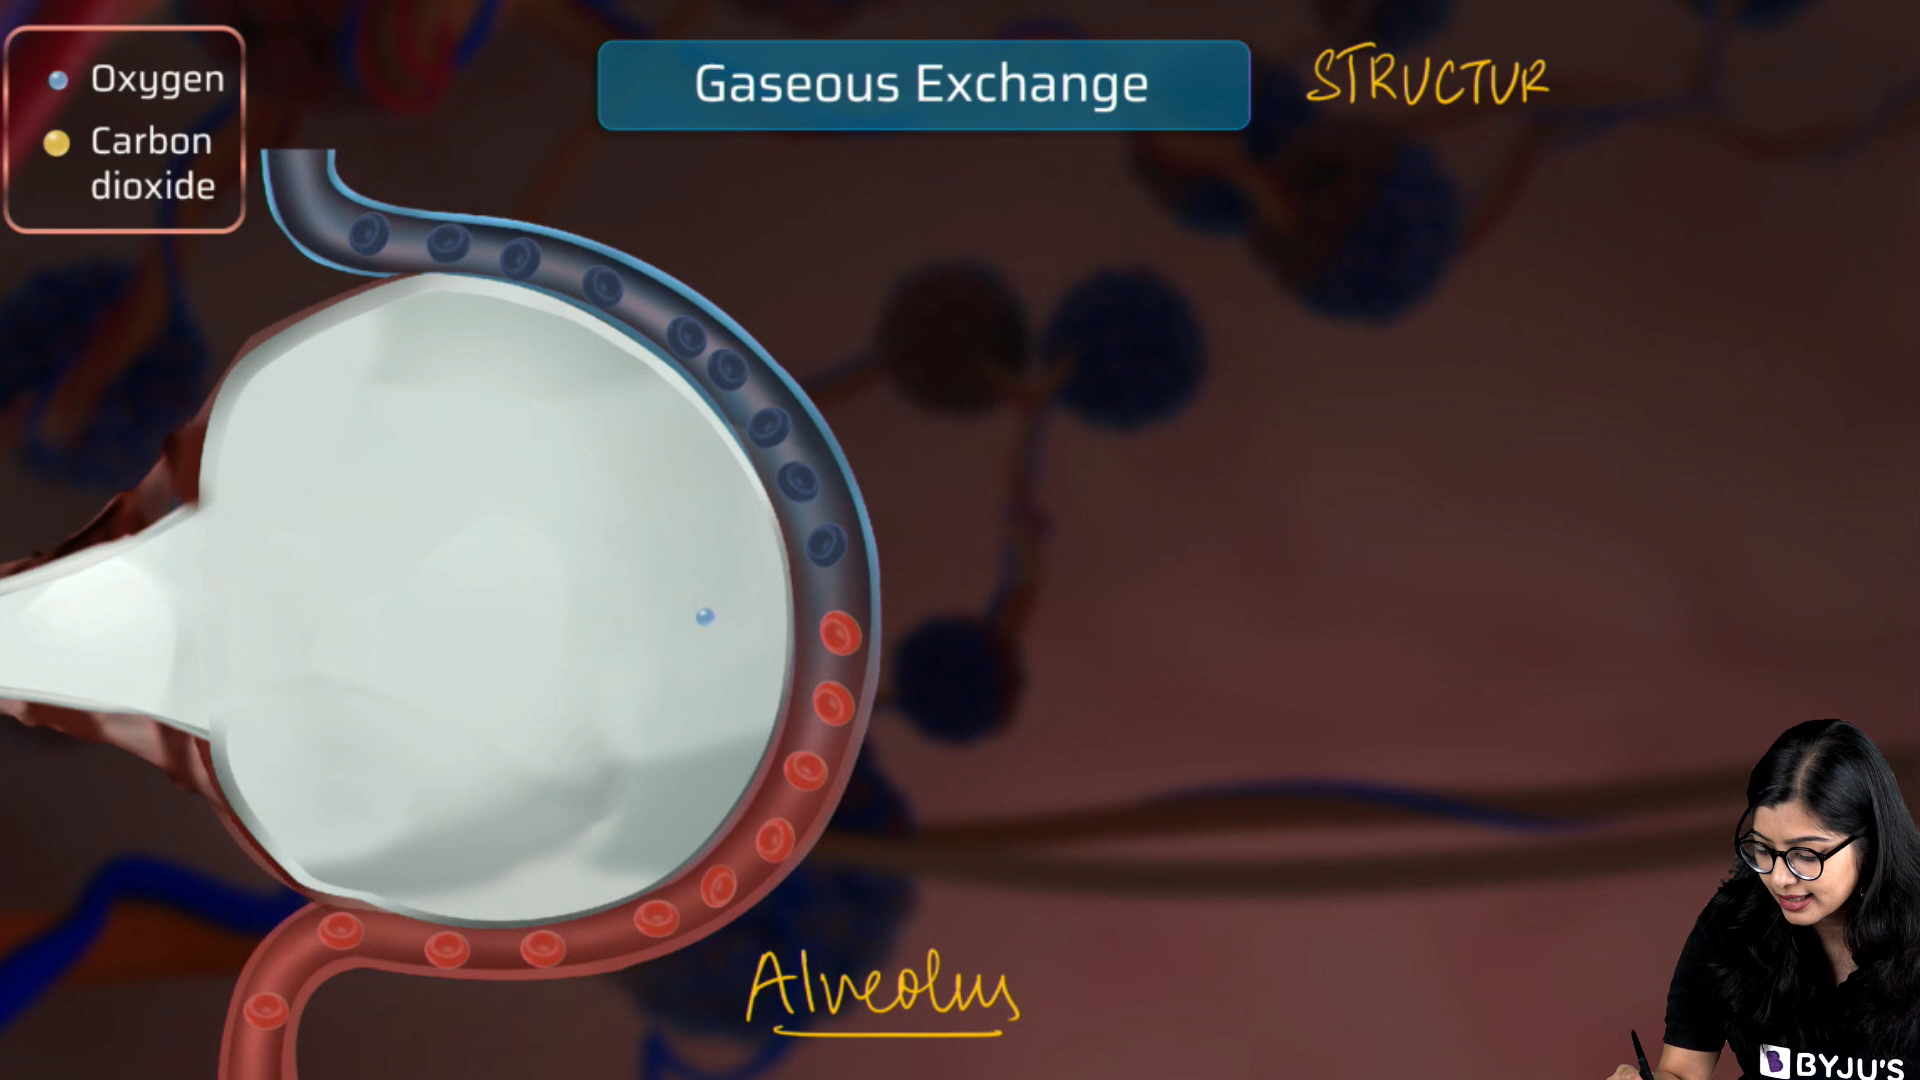 Oxygen
Carbon
dioxide
Gaseous Exchange
STRUCTUR
Alveolus
BYJU'S